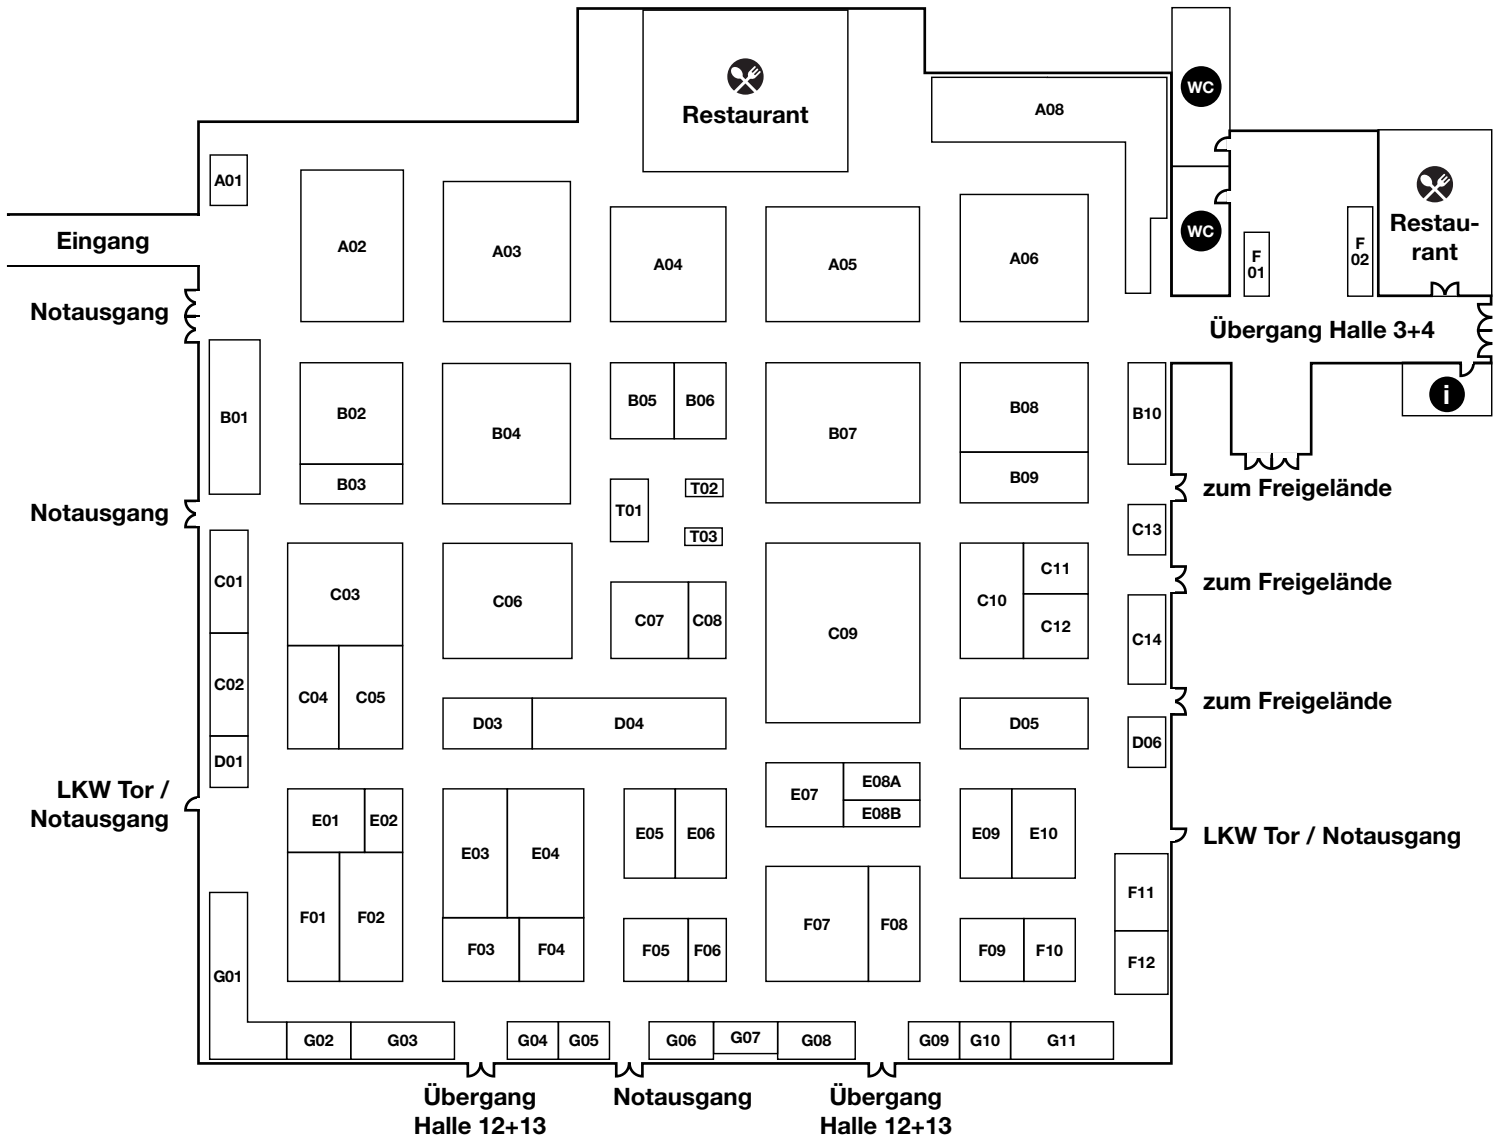 Restaurant
A08
WC
A01
Restau-
rant
Eingang
A02
A03
A04
A05
A06
WC
F
01
F
02
Notausgang
Übergang Halle 3+4
B01
B02
B03
B04
B05
B06
B07
B08
B09
B10
i
T01
T02
T03
Notausgang
zum Freigelände
C13
C01
C03
C06
C07
C08
C09
C10
C11
C12
zum Freigelände
C14
C02
C04
C05
D03
D04
D05
zum Freigelände
D06
D01
LKW Tor /
Notausgang
E01
E02
E03
E04
E05
E06
E07
E08A
E08B
E09
E10
LKW Tor / Notausgang
F11
F12
G01
F01
F02
F03
F04
F05
F06
F07
F08
F09
F10
G02
G03
G04
G05
G06
G07
G08
G09
G10
G11
Übergang
Halle 12+13
Notausgang
Übergang
Halle 12+13